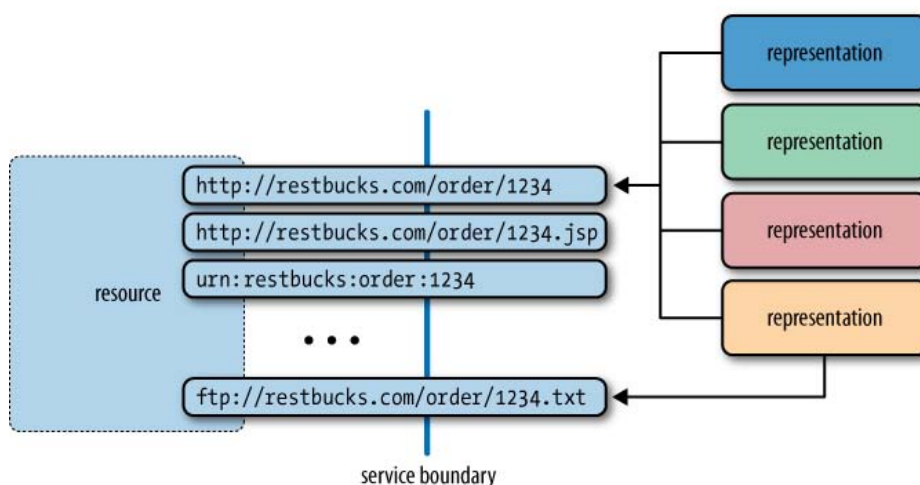 representation
representation
http://restbucks.com/order/1234
http://restbucks.com/order/1234.jsp
representation
urn:restbucks:order:1234
resource
representation
• • •
ftp://restbucks.com/order/1234.txt
service boundary